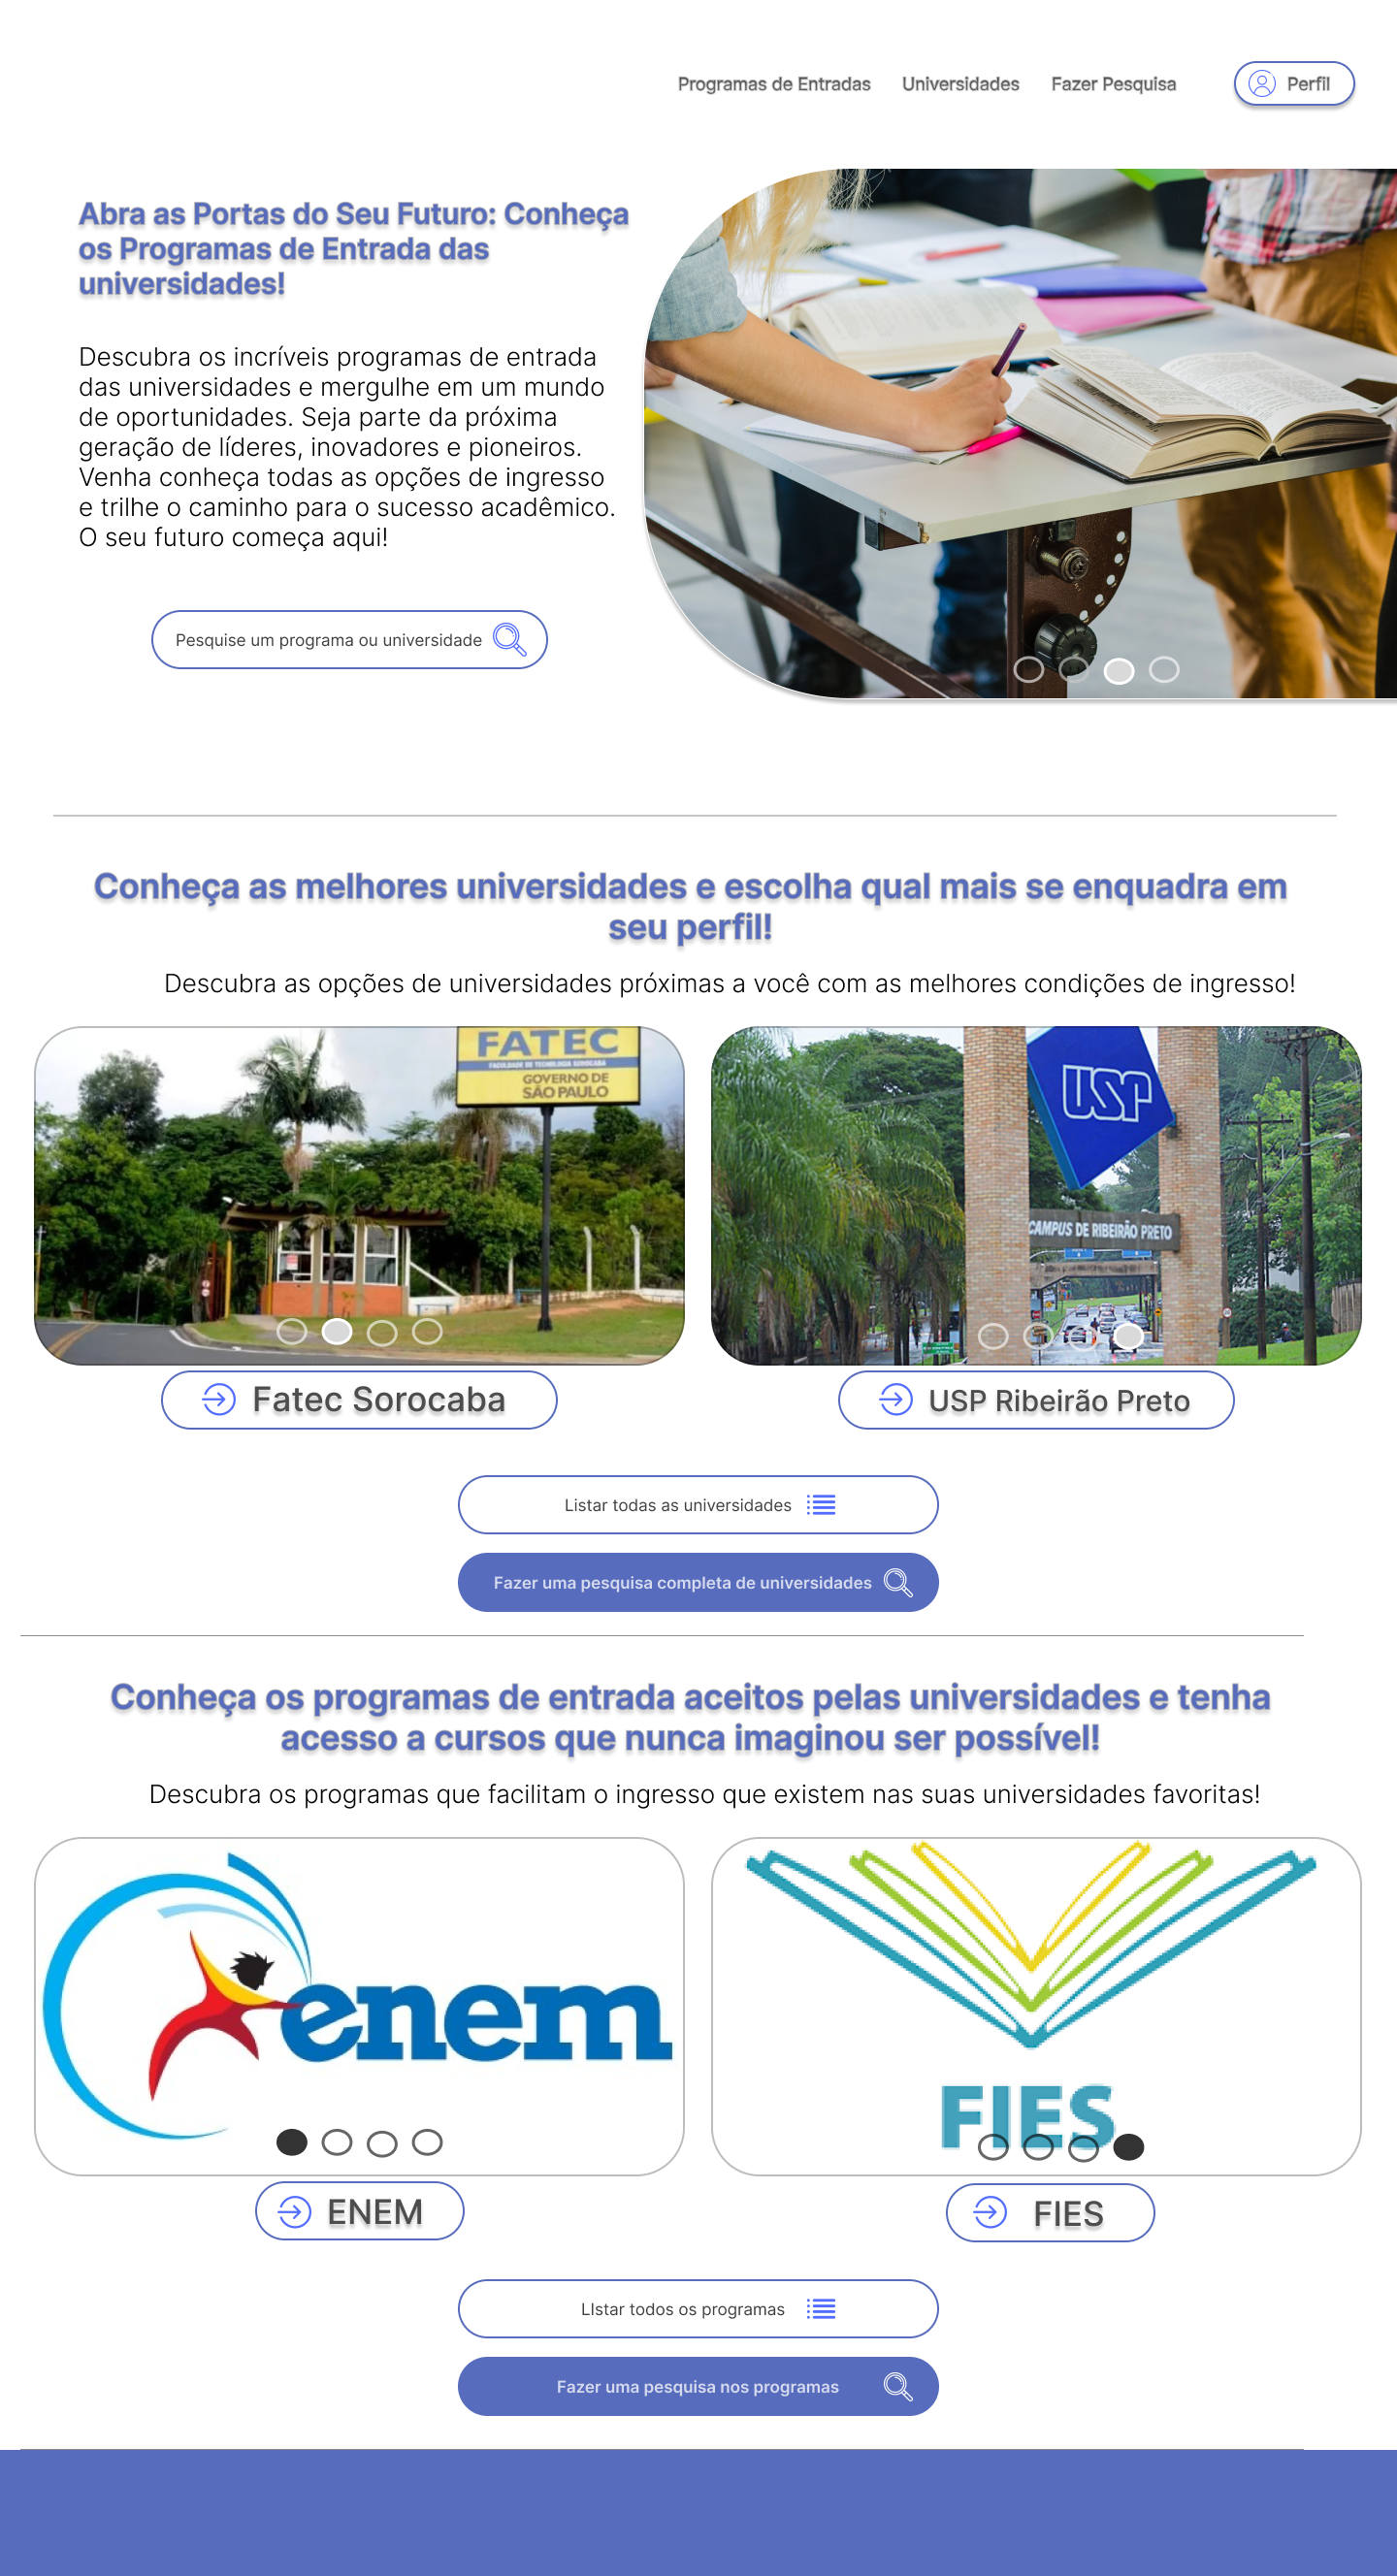 Programas de Entradas Universidades Fazer Pesquisa Perfil
Abra as Portas do Seu Futuro: Conheça
os Programas de Entrada das
universidades!
Descubra os incríveis programas de entrada
das universidades e mergulhe em um mundo
de oportunidades. Seja parte da próxima
geração de líderes, inovadores e pioneiros.
Venha conheça todas as opções de ingresso
e trilhe o caminho para o sucesso acadêmico.
O seu futuro começa aqui!
Pesquise um programa ou universidade
Conheça as melhores universidades e escolha qual mais se enquadra em
seu perfil!
Descubra as opções de universidades próximas a você com as melhores condições de ingresso!
FATEC
FACULDADE DE TECNOLOGIA SOROCABA
GOVERNO DE
SÃO PAULO
USP
CAMPUS DE RIBEIRÃO PRETO
Fatec Sorocaba
USP Ribeirão Preto
Listar todas as universidades
Fazer uma pesquisa completa de universidades
Conheça os programas de entrada aceitos pelas universidades e tenha
acesso a cursos que nunca imaginou ser possível!
Descubra os programas que facilitam o ingresso que existem nas suas universidades favoritas!
enem
FIES
ENEM
FIES
LIstar todos os programas
Fazer uma pesquisa nos programas